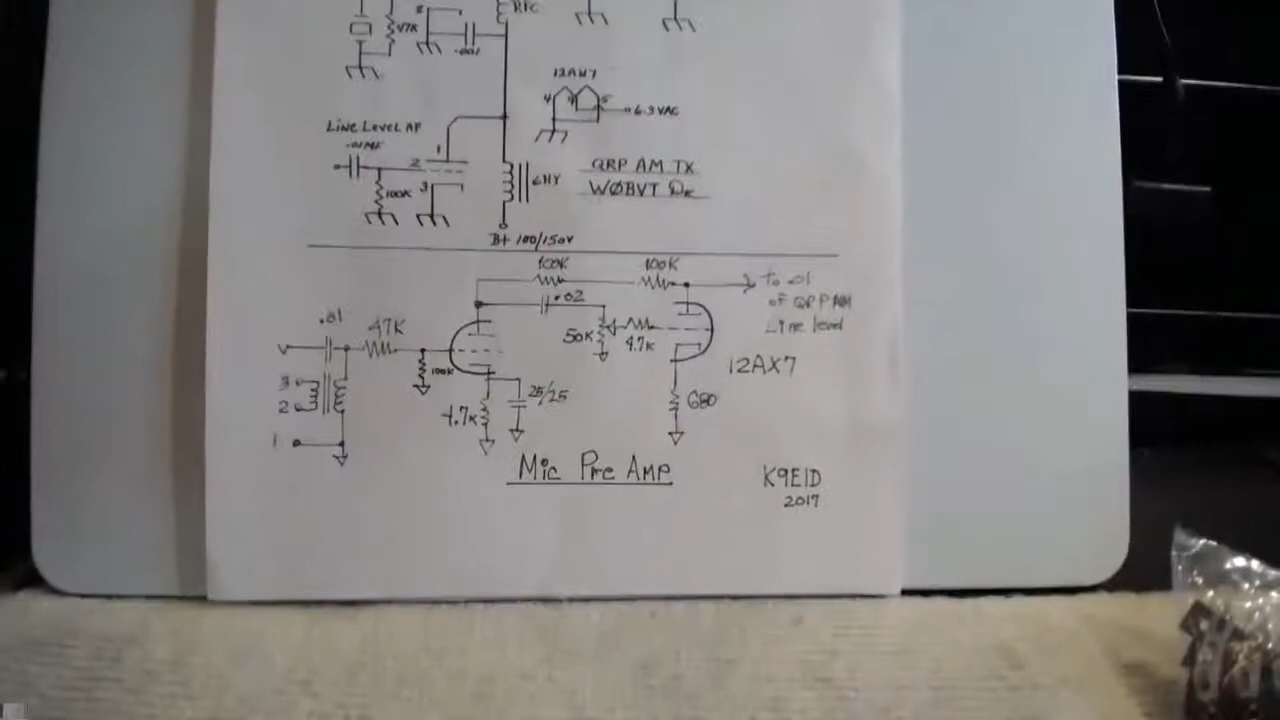 RFC
8
47K
.001
12AX7
4
5
6.3 VAC
Line Level AF
.01MF
1
2
3
100K
6HY
QRP AM TX
WØBVT De
B+ 100/150V
100K
100K
To .01
of QRP AM
Line level
.02
.01
47K
50K
4.7K
100K
12AX7
3
2
25/25
4.7K
680
1
Mic Pre Amp
K9EID
2017